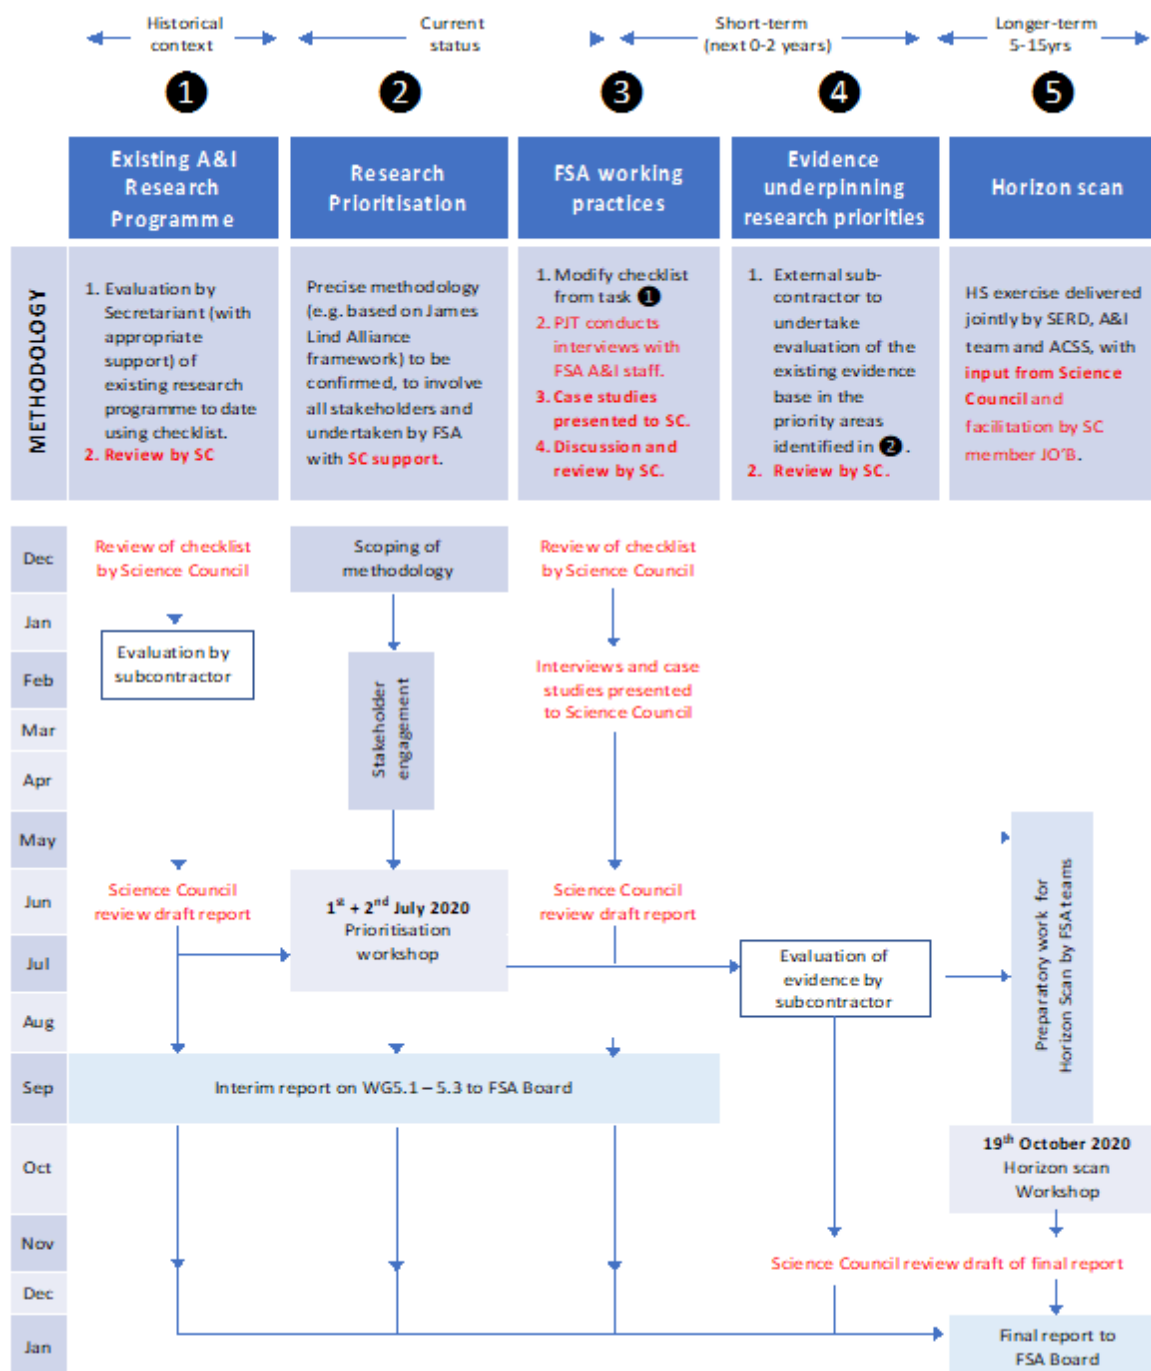 Historical
context
Current
status
Short-term
(next 0-2 years)
Longer-term
5-15yrs
1
2
3
4
5
Existing A&I
Research
Programme
Research
Prioritisation
FSA working
practices
Evidence
underpinning
research priorities
Horizon scan
METHODOLOGY
1. Evaluation by
Secretariant (with
appropriate
support) of
existing research
programme to date
using checklist.
2. Review by SC
Precise methodology
(e.g. based on James
Lind Alliance
framework) to be
confirmed, to involve
all stakeholders and
undertaken by FSA
with SC support.
1. Modify checklist
from task 1
2. PJT conducts
interviews with
FSA A&I staff.
3. Case studies
presented to SC.
4. Discussion and
review by SC.
1. External sub-
contractor to
undertake
evaluation of the
existing evidence
base in the
priority areas
identified in 2.
2. Review by SC.
HS exercise delivered
jointly by SERD, A&I
team and ACSS, with
input from Science
Council and
facilitation by SC
member JO'B.
Dec
Review of checklist
by Science Council
Scoping of
methodology
Review of checklist
by Science Council
Jan
Evaluation by
subcontractor
Feb
Stakeholder
engagement
Interviews and case
studies presented
to Science Council
Mar
Apr
May
Preparatory work for
Horizon Scan by FSA teams
Jun
Science Council
review draft report
1st + 2nd July 2020
Prioritisation
workshop
Science Council
review draft report
Jul
Evaluation of
evidence by
subcontractor
Aug
Sep
Interim report on WG5.1 – 5.3 to FSA Board
Oct
19th October 2020
Horizon scan
Workshop
Nov
Science Council review draft of final report
Dec
Jan
Final report to
FSA Board